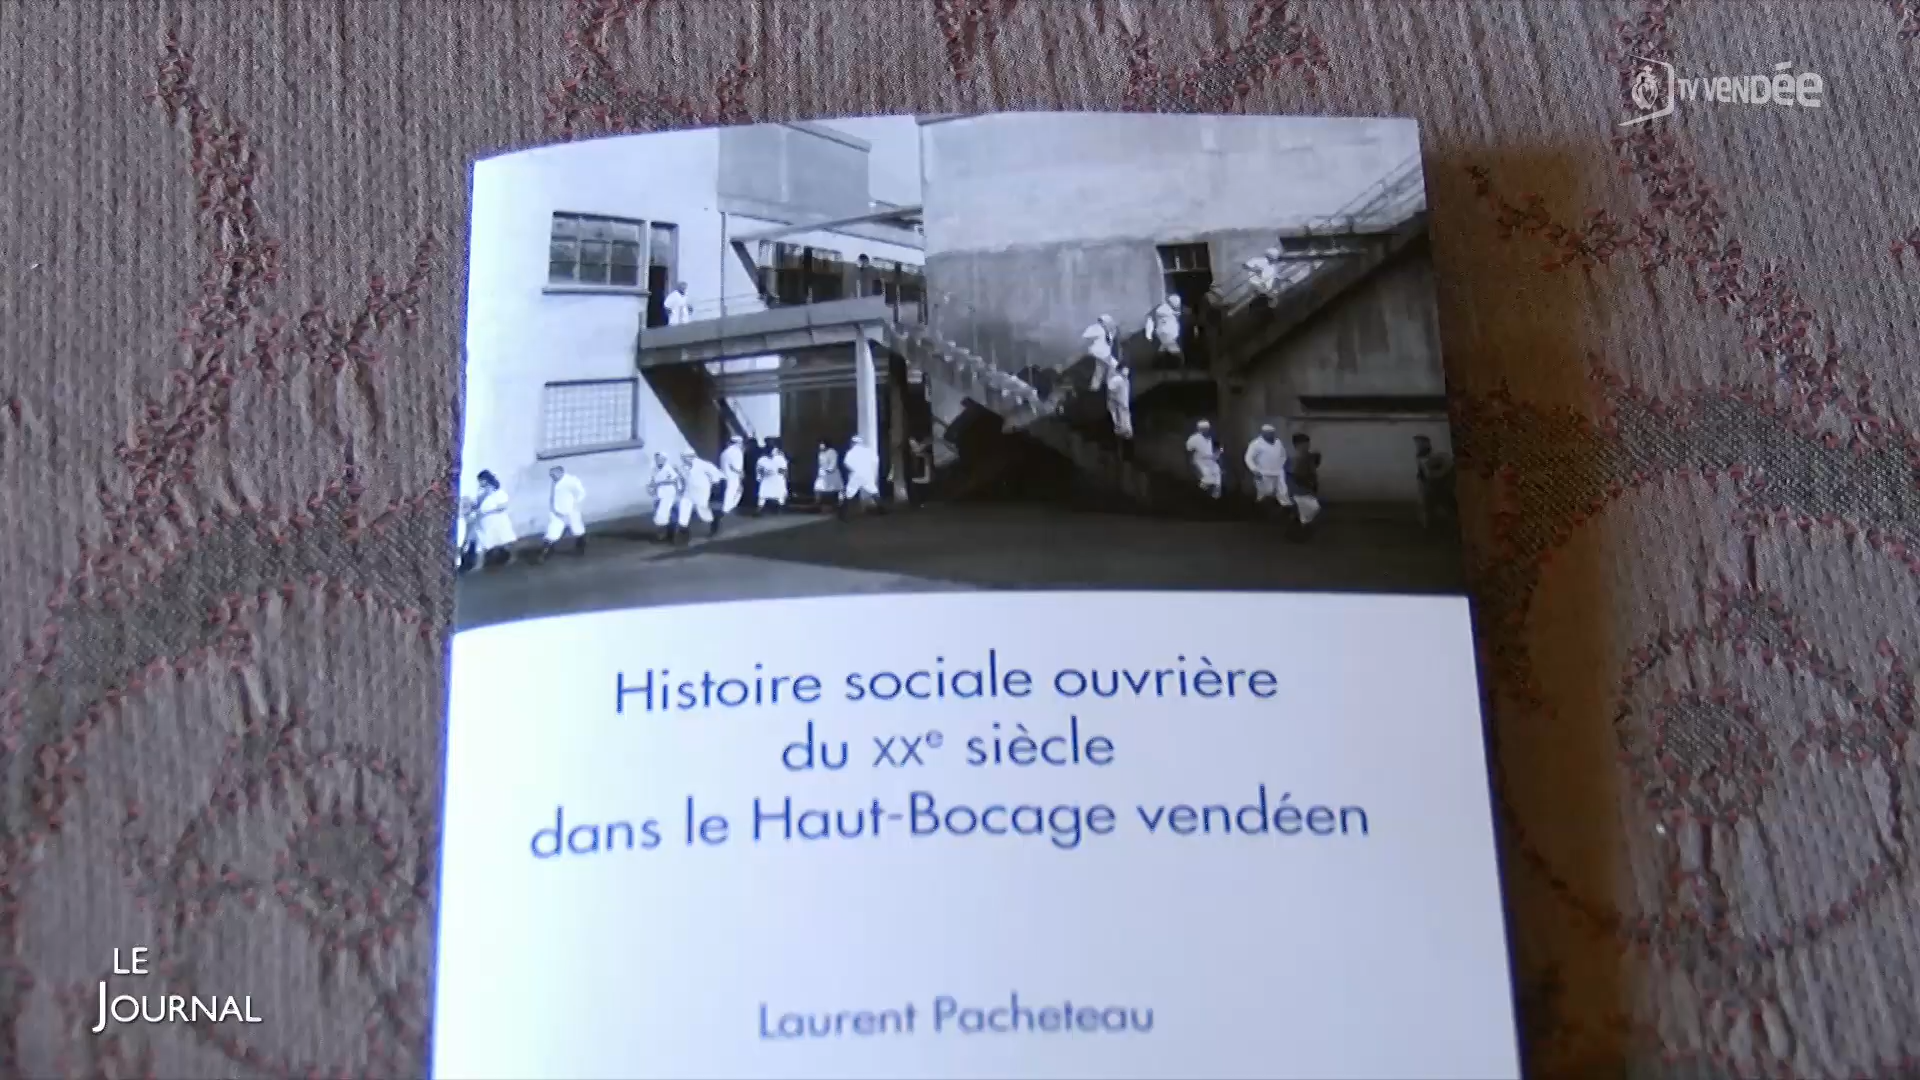 TV VENDÉE
Histoire sociale ouvrière
du XXe siècle
dans le Haut-Bocage vendéen
Laurent Pacheteau
LE
JOURNAL